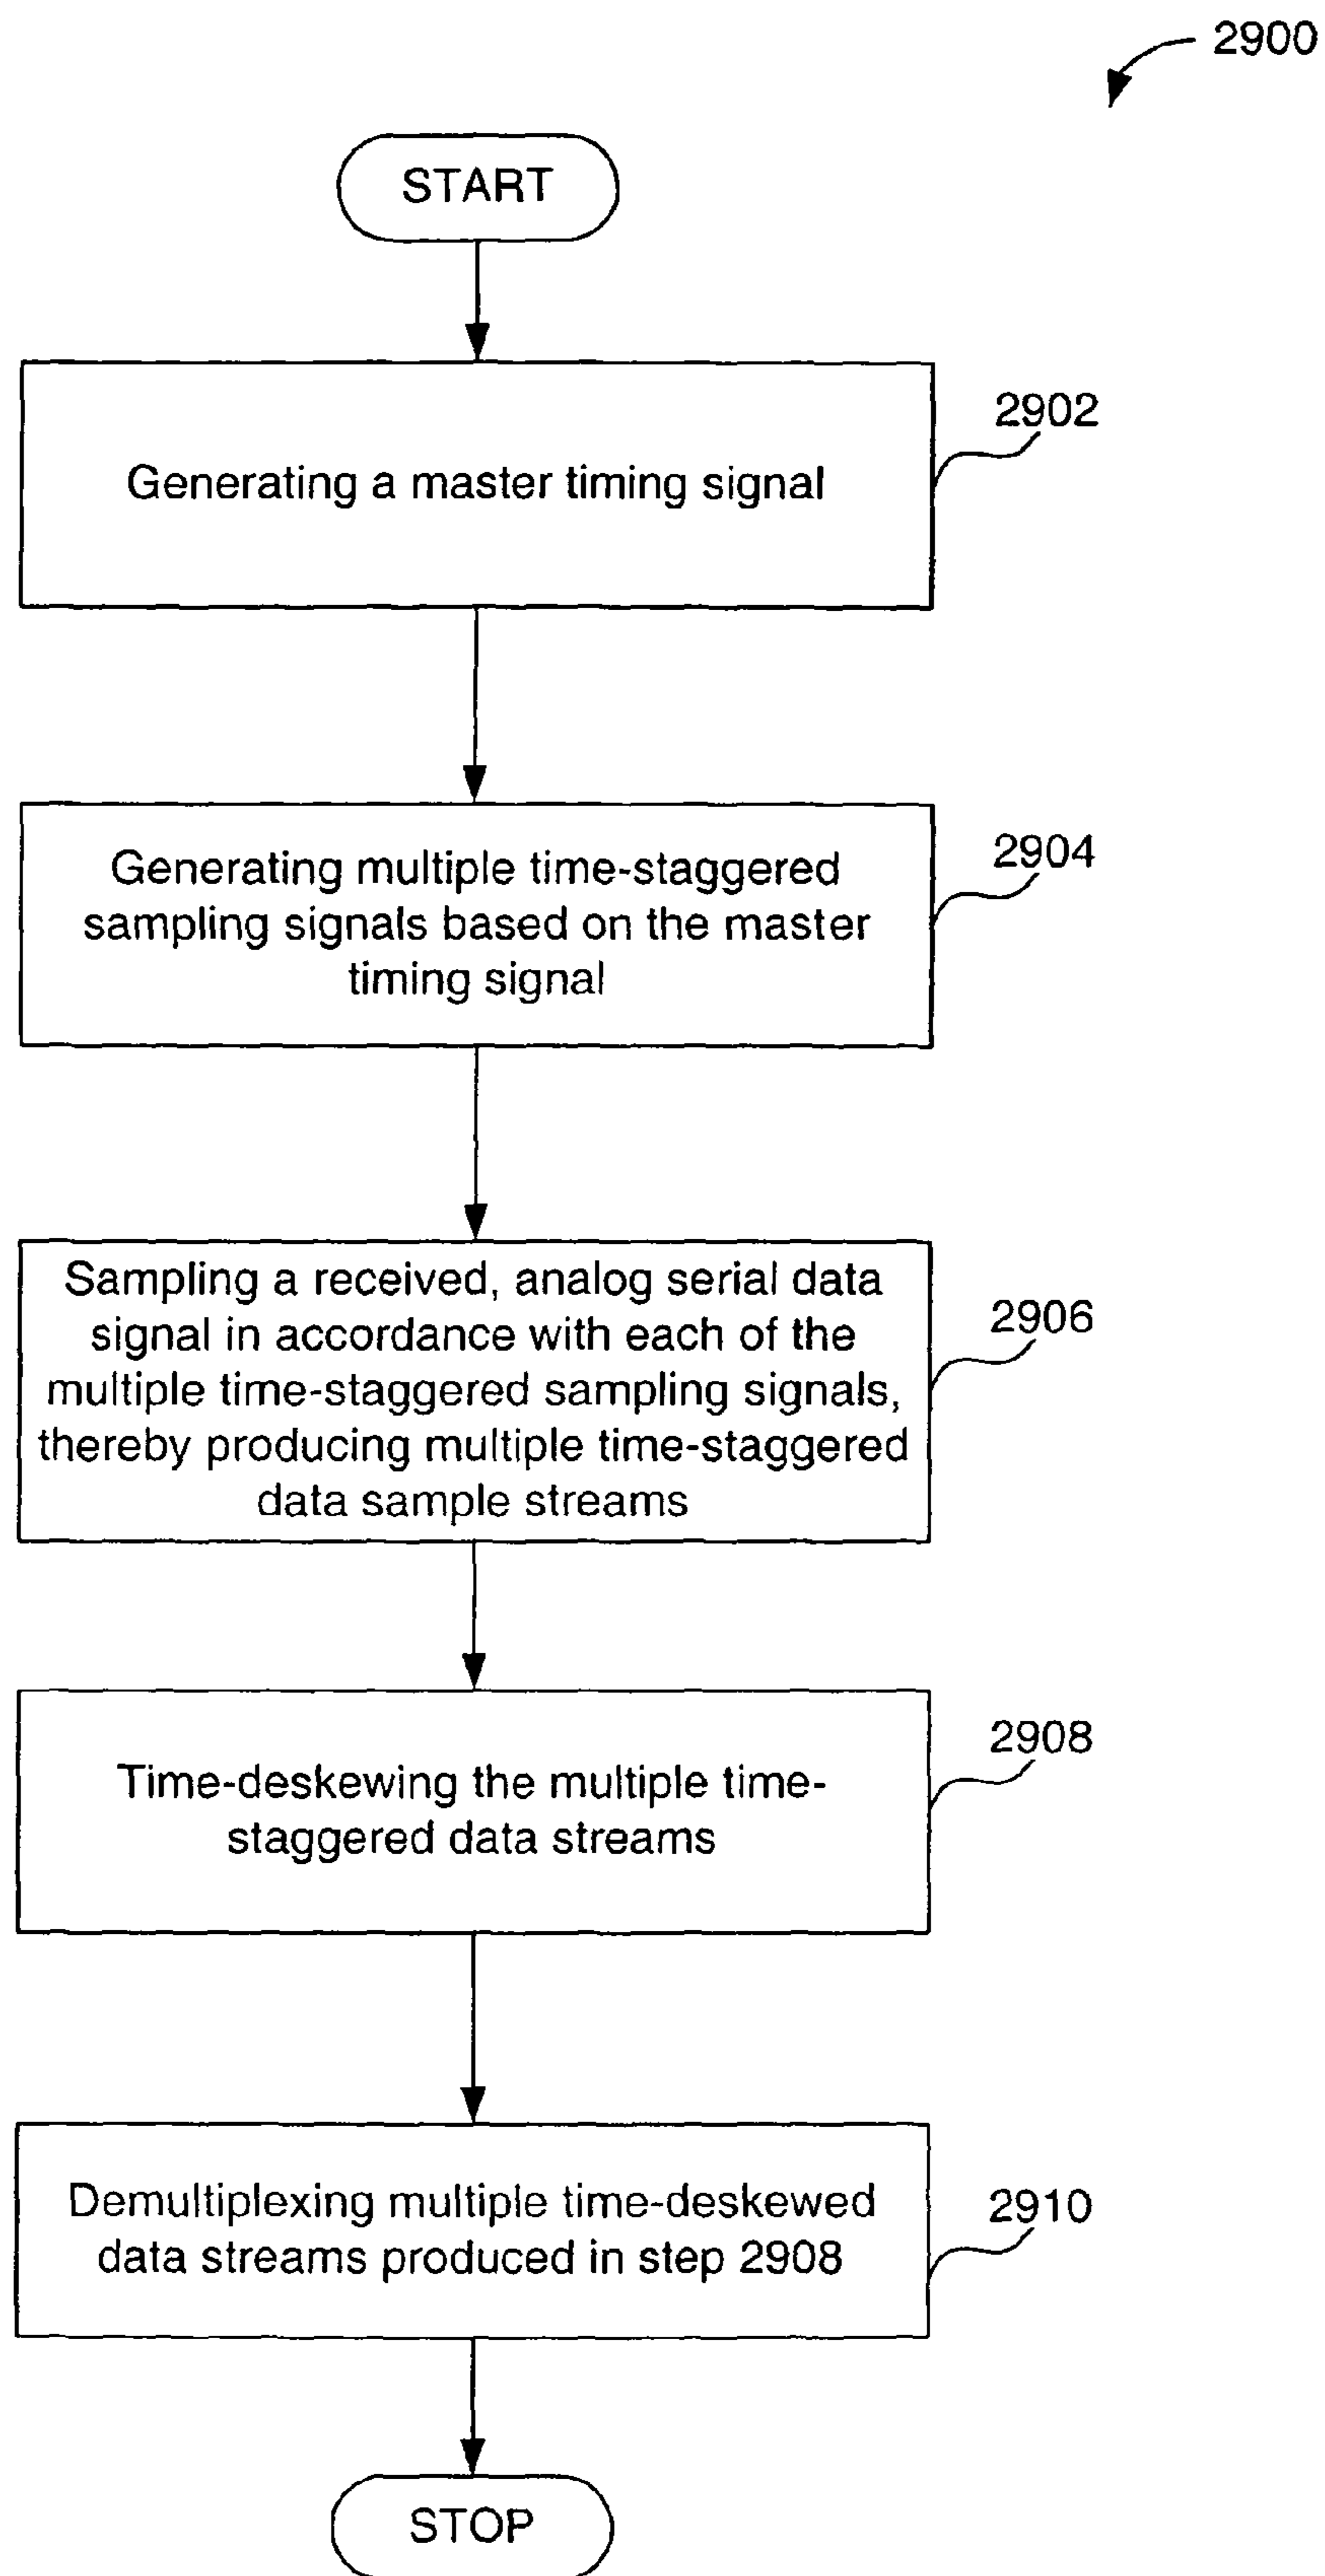 2900
START
Generating a master timing signal
2902
Generating multiple time-staggered
sampling signals based on the master
timing signal
2904
Sampling a received, analog serial data
signal in accordance with each of the
multiple time-staggered sampling signals,
thereby producing multiple time-staggered
data sample streams
2906
Time-deskewing the multiple time-
staggered data streams
2908
Demultiplexing multiple time-deskewed
data streams produced in step 2908
2910
STOP